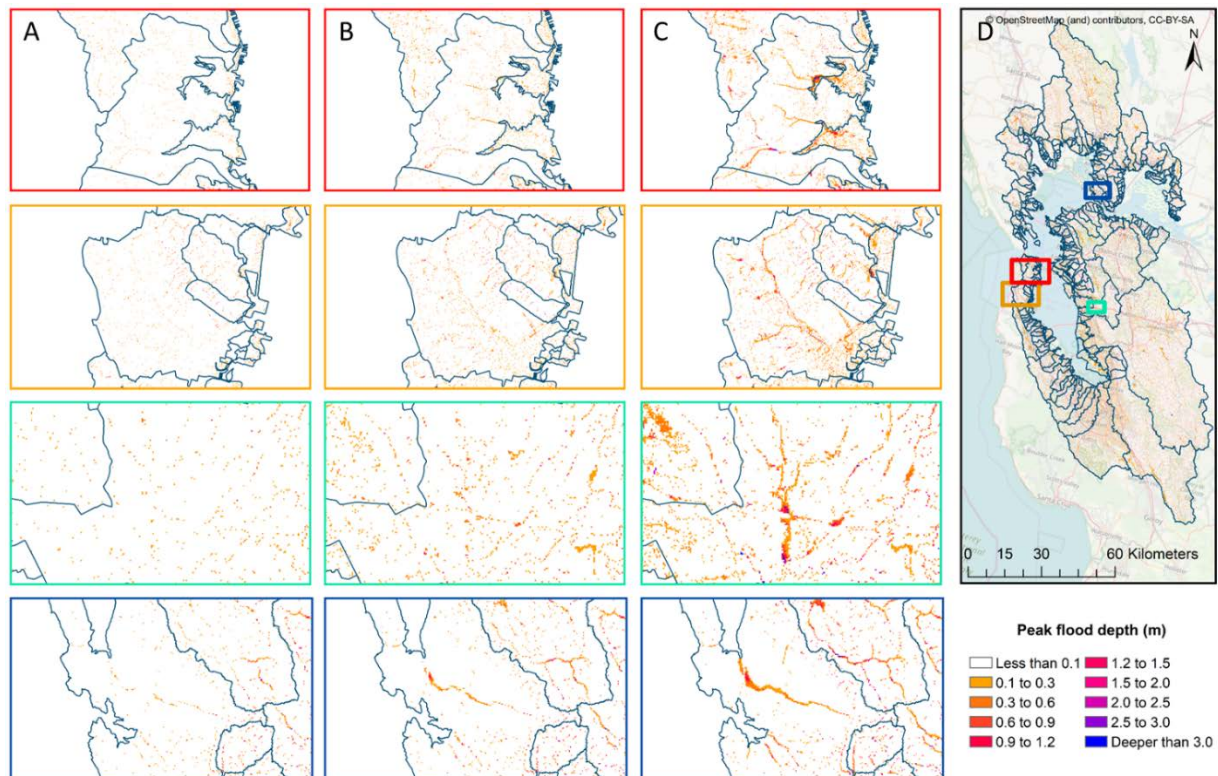 A
B
C
D
© OpenStreetMap (and) contributors, CC-BY-SA
N
0 15 30 60 Kilometers
Peak flood depth (m)
Less than 0.1
0.1 to 0.3
0.3 to 0.6
0.6 to 0.9
0.9 to 1.2
1.2 to 1.5
1.5 to 2.0
2.0 to 2.5
2.5 to 3.0
Deeper than 3.0